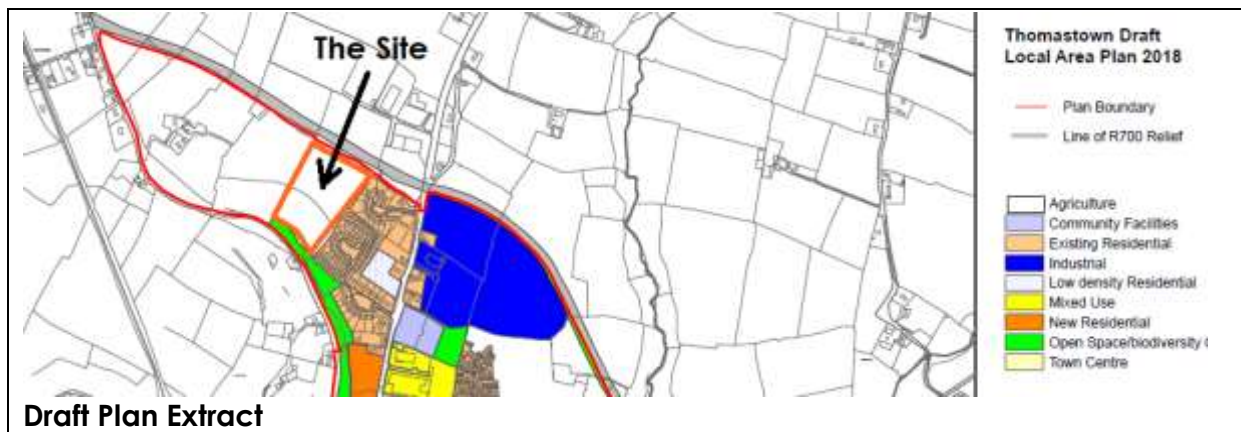 The Site
Thomastown Draft
Local Area Plan 2018
Plan Boundary
Line of R700 Relief
Agriculture
Community Facilities
Existing Residential
Industrial
Low density Residential
Mixed Use
New Residential
Open Space/biodiversity
Town Centre
Draft Plan Extract